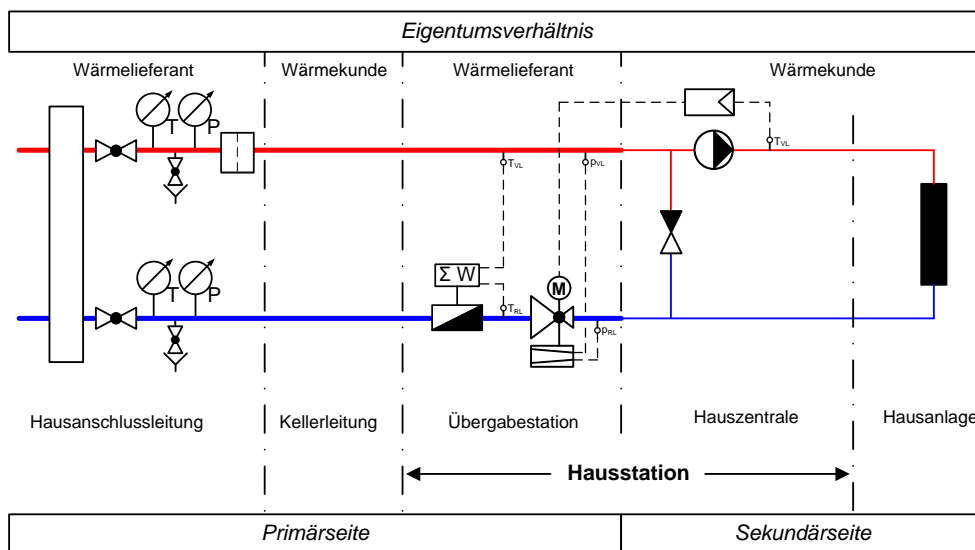 Eigentumsverhältnis
Wärmelieferant Wärmekunde Wärmelieferant Wärmekunde
T P
TVL pVL TVL
T P
Σ W
M
TRL
pRL
Hausanschlussleitung Kellerleitung Übergabestation Hauszentrale Hausanlage
Hausstation
Primärseite Sekundärseite